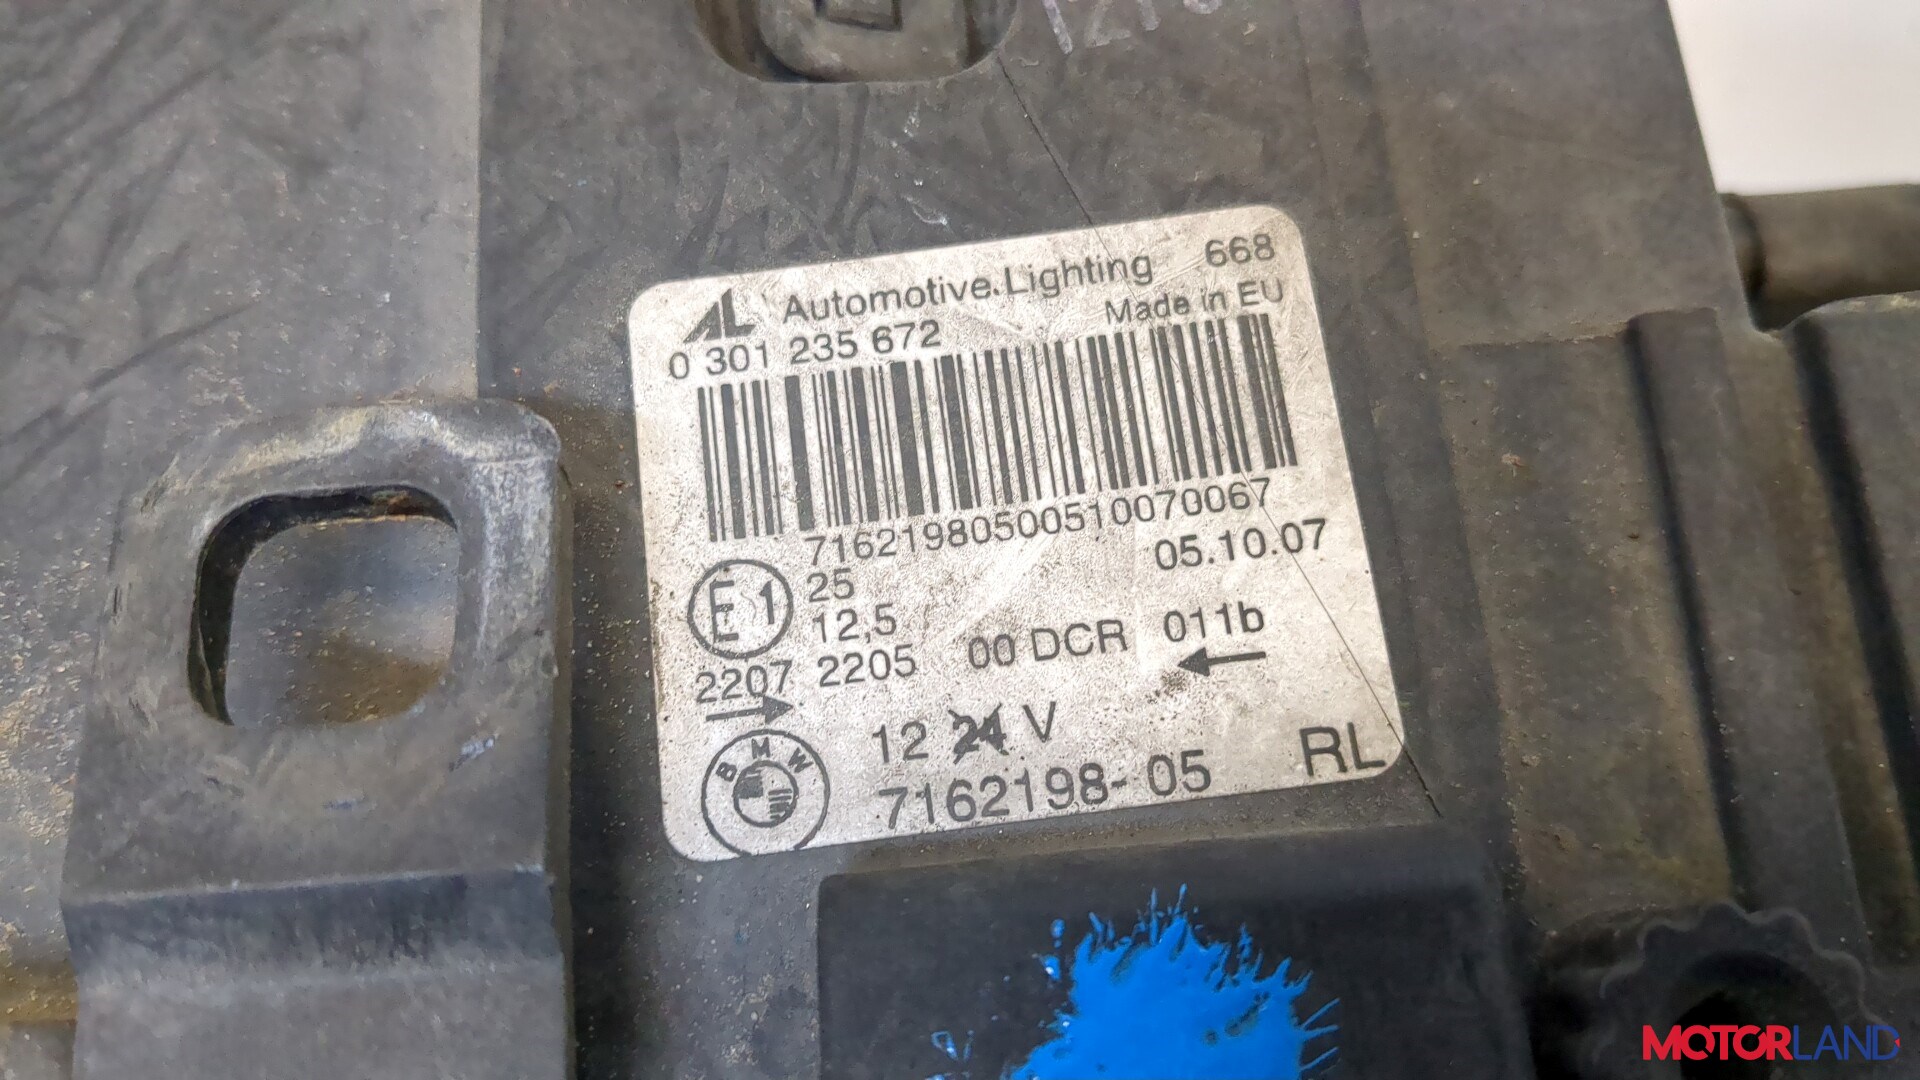 Automotive.Lighting 668
Made in EU
0 301 235 672
7162198050051007006​7
05.10.07
E1
25
12,5
2207 2205 00 DCR 011b
12 24 V
BMW
7162198-05 RL
MOTORLAND